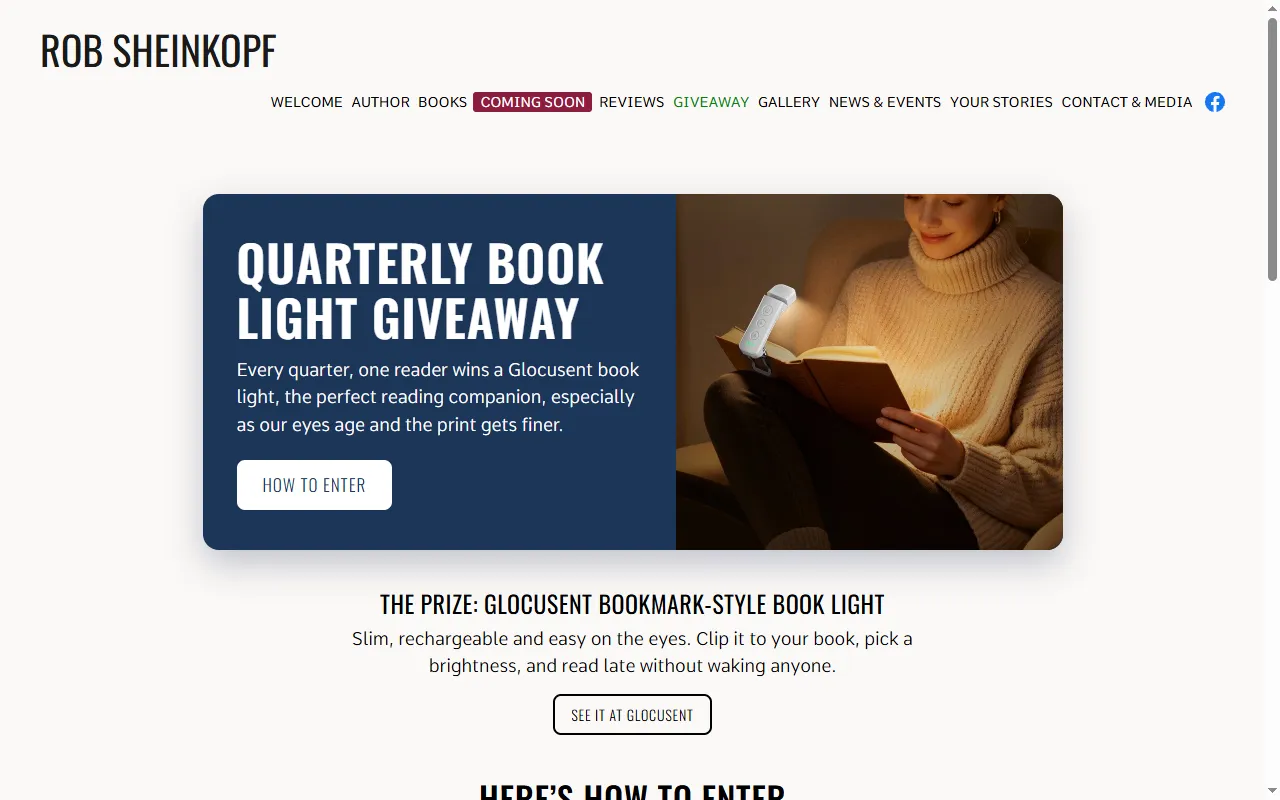 ROB SHEINKOPF
WELCOME AUTHOR BOOKS COMING SOON REVIEWS GIVEAWAY GALLERY NEWS & EVENTS YOUR STORIES CONTACT & MEDIA
QUARTERLY BOOK
LIGHT GIVEAWAY
Every quarter, one reader wins a Glocusent book
light, the perfect reading companion, especially
as our eyes age and the print gets finer.
HOW TO ENTER
THE PRIZE: GLOCUSENT BOOKMARK-STYLE BOOK LIGHT
Slim, rechargeable and easy on the eyes. Clip it to your book, pick a
brightness, and read late without waking anyone.
SEE IT AT GLOCUSENT
HERE’S HOW TO ENTER